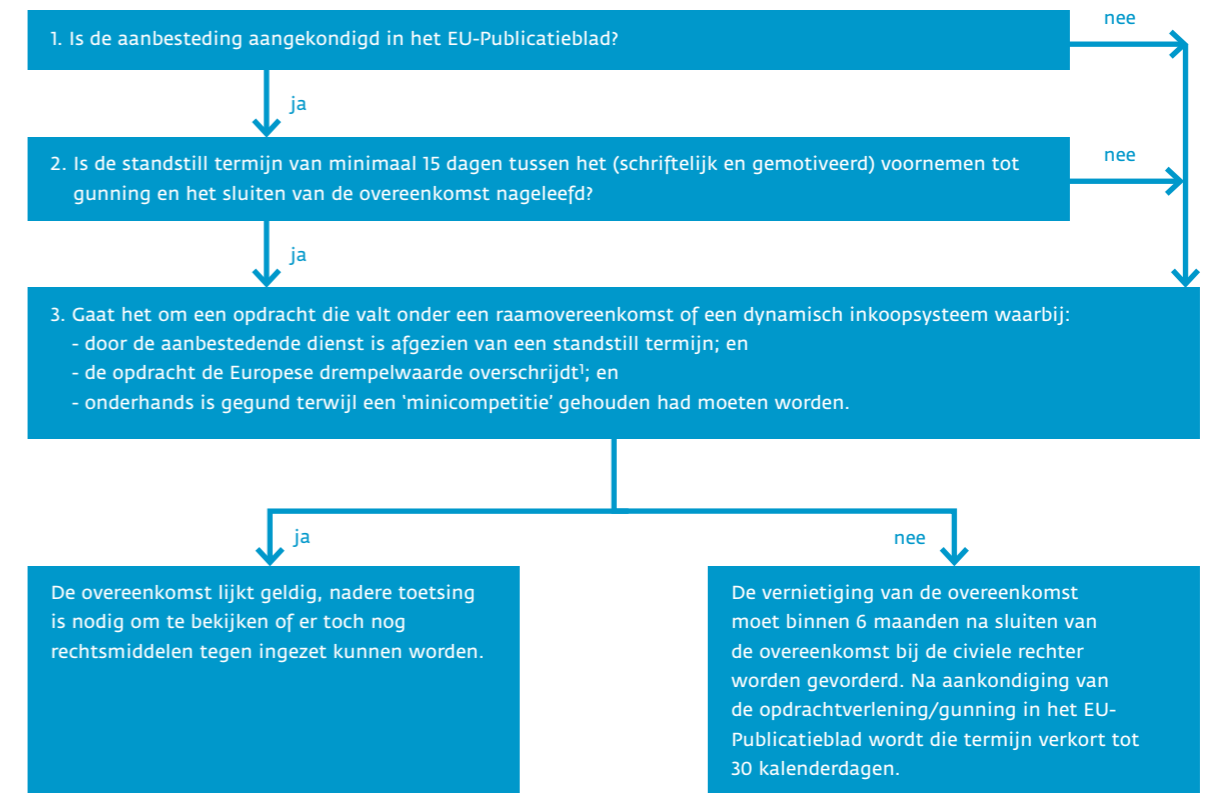 nee
1. Is de aanbesteding aangekondigd in het EU-Publicatieblad?
ja
nee
2. Is de standstill termijn van minimaal 15 dagen tussen het (schriftelijk en gemotiveerd) voornemen tot
gunning en het sluiten van de overeenkomst nageleefd?
ja
3. Gaat het om een opdracht die valt onder een raamovereenkomst of een dynamisch inkoopsysteem waarbij:
- door de aanbestedende dienst is afgezien van een standstill termijn; en
- de opdracht de Europese drempelwaarde overschrijdt¹; en
- onderhands is gegund terwijl een ‘minicompetitie’ gehouden had moeten worden.
ja
nee
De overeenkomst lijkt geldig, nadere toetsing
is nodig om te bekijken of er toch nog
rechtsmiddelen tegen ingezet kunnen worden.
De vernietiging van de overeenkomst
moet binnen 6 maanden na sluiten van
de overeenkomst bij de civiele rechter
worden gevorderd. Na aankondiging van
de opdrachtverlening/gunning in het EU-
Publicatieblad wordt die termijn verkort tot
30 kalenderdagen.